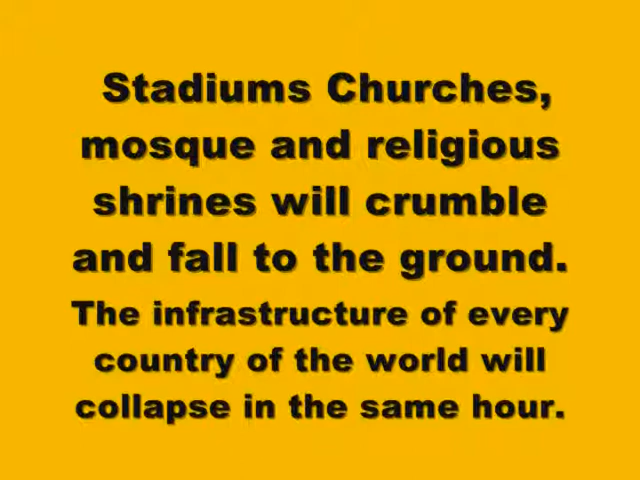 Stadiums Churches,
mosque and religious
shrines will crumble
and fall to the ground.
The infrastructure of every
country of the world will
collapse in the same hour.